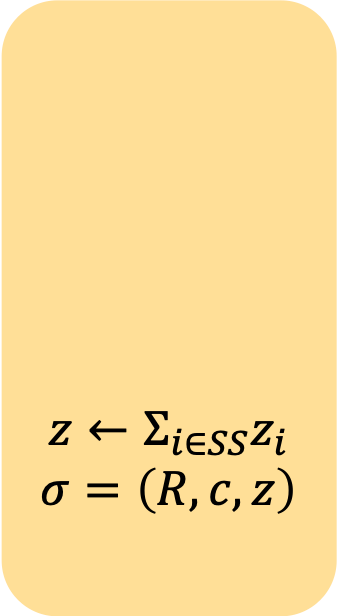 z ← Σ_{i∈SS} z_i
σ = (R, c, z)